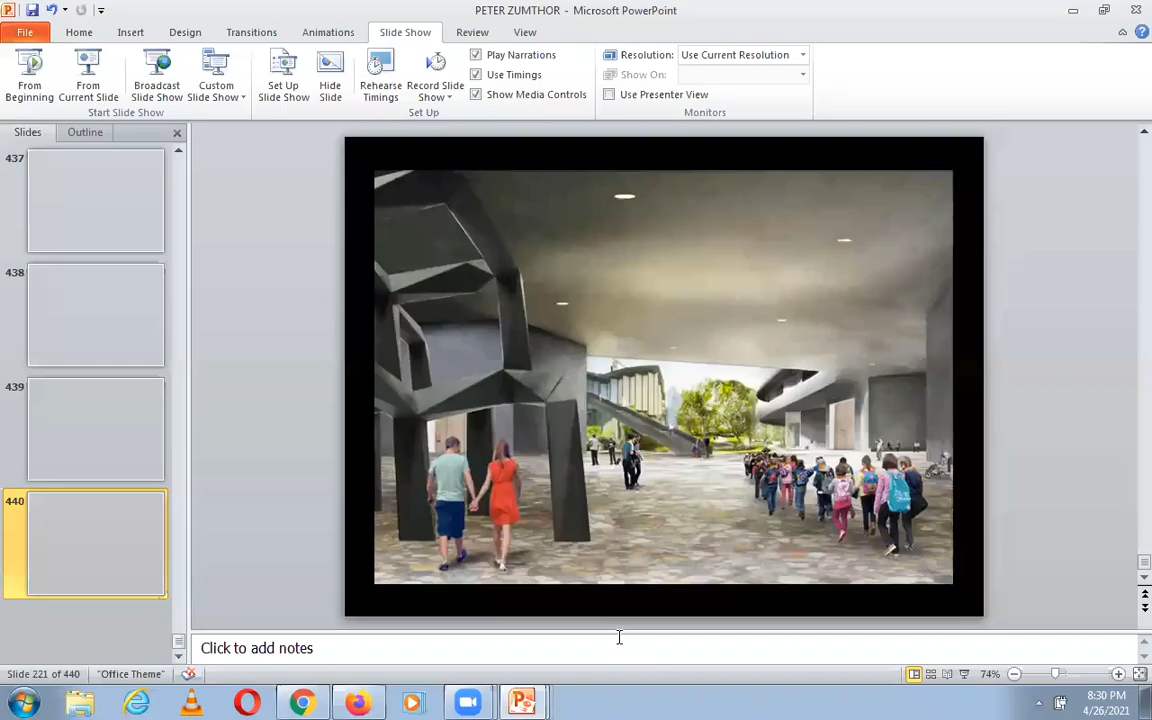 PETER ZUMTHOR - Microsoft PowerPoint
File Home Insert Design Transitions Animations Slide Show Review View
From Beginning
From Current Slide
Broadcast Slide Show
Custom Slide Show
Start Slide Show
Set Up Slide Show
Hide Slide
Rehearse Timings
Record Slide Show
Play Narrations
Use Timings
Show Media Controls
Set Up
Resolution: Use Current Resolution
Show On:
Use Presenter View
Monitors
Slides Outline
437
438
439
440
Click to add notes
Slide 221 of 440 "Office Theme" 74%
8:30 PM
4/26/2021